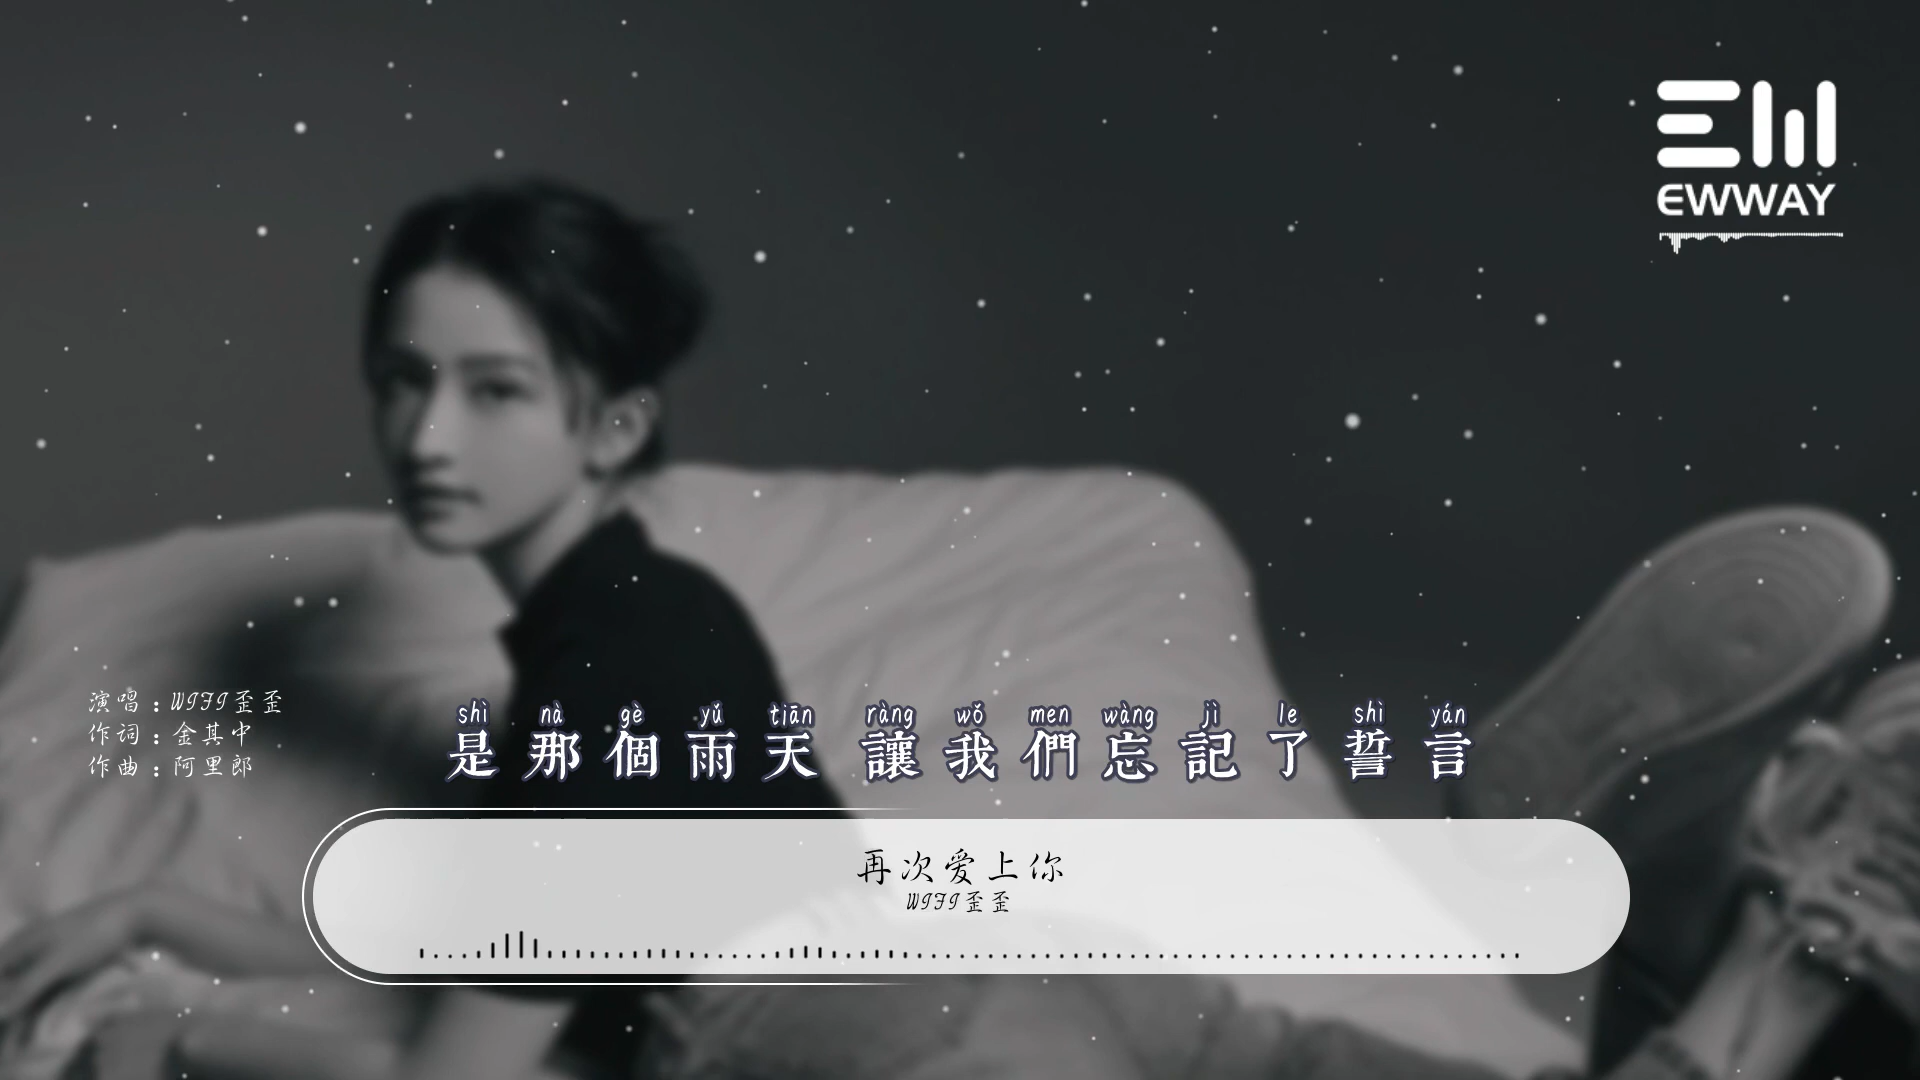 EW
EWWAY
演唱：WIFI歪歪
作词：金其中
作曲：阿里郎
shì nà gè yǔ tiān ràng wǒ men wàng jì le shì yán
是那個雨天 讓我們忘記了誓言
再次爱上你
WIFI歪歪